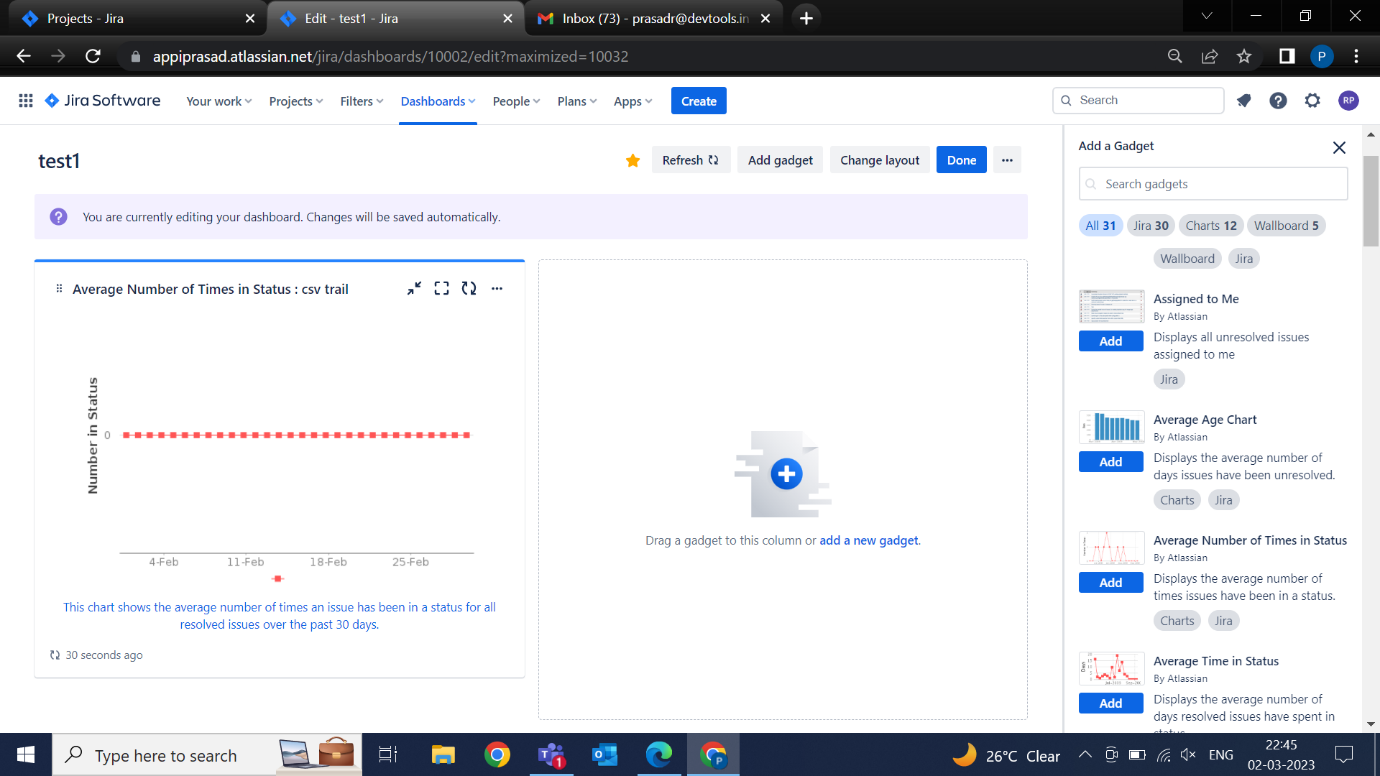 Projects - Jira
Edit - test1 - Jira
Inbox (73) - prasadr@devtools.in
appiprasad.atlassian.net/jira/dashboards/10002/edit?maximized=10032
P
Jira Software
Your work
Projects
Filters
Dashboards
People
Plans
Apps
Create
Search
RP
test1
Refresh
Add gadget
Change layout
Done
You are currently editing your dashboard. Changes will be saved automatically.
Average Number of Times in Status : csv trail
Number in Status
0
4-Feb 11-Feb 18-Feb 25-Feb
This chart shows the average number of times an issue has been in a status for all
resolved issues over the past 30 days.
30 seconds ago
Drag a gadget to this column or add a new gadget.
Add a Gadget
Search gadgets
All 31 Jira 30 Charts 12 Wallboard 5
Wallboard Jira
Assigned to Me
By Atlassian
Add
Displays all unresolved issues
assigned to me
Jira
Average Age Chart
By Atlassian
Add
Displays the average number of
days issues have been unresolved.
Charts Jira
Average Number of Times in Status
By Atlassian
Add
Displays the average number of
times issues have been in a status.
Charts Jira
Average Time in Status
By Atlassian
Add
Displays the average number of
days resolved issues have spent in
status.
Type here to search
1
P
26°C Clear
ENG
22:45
02-03-2023